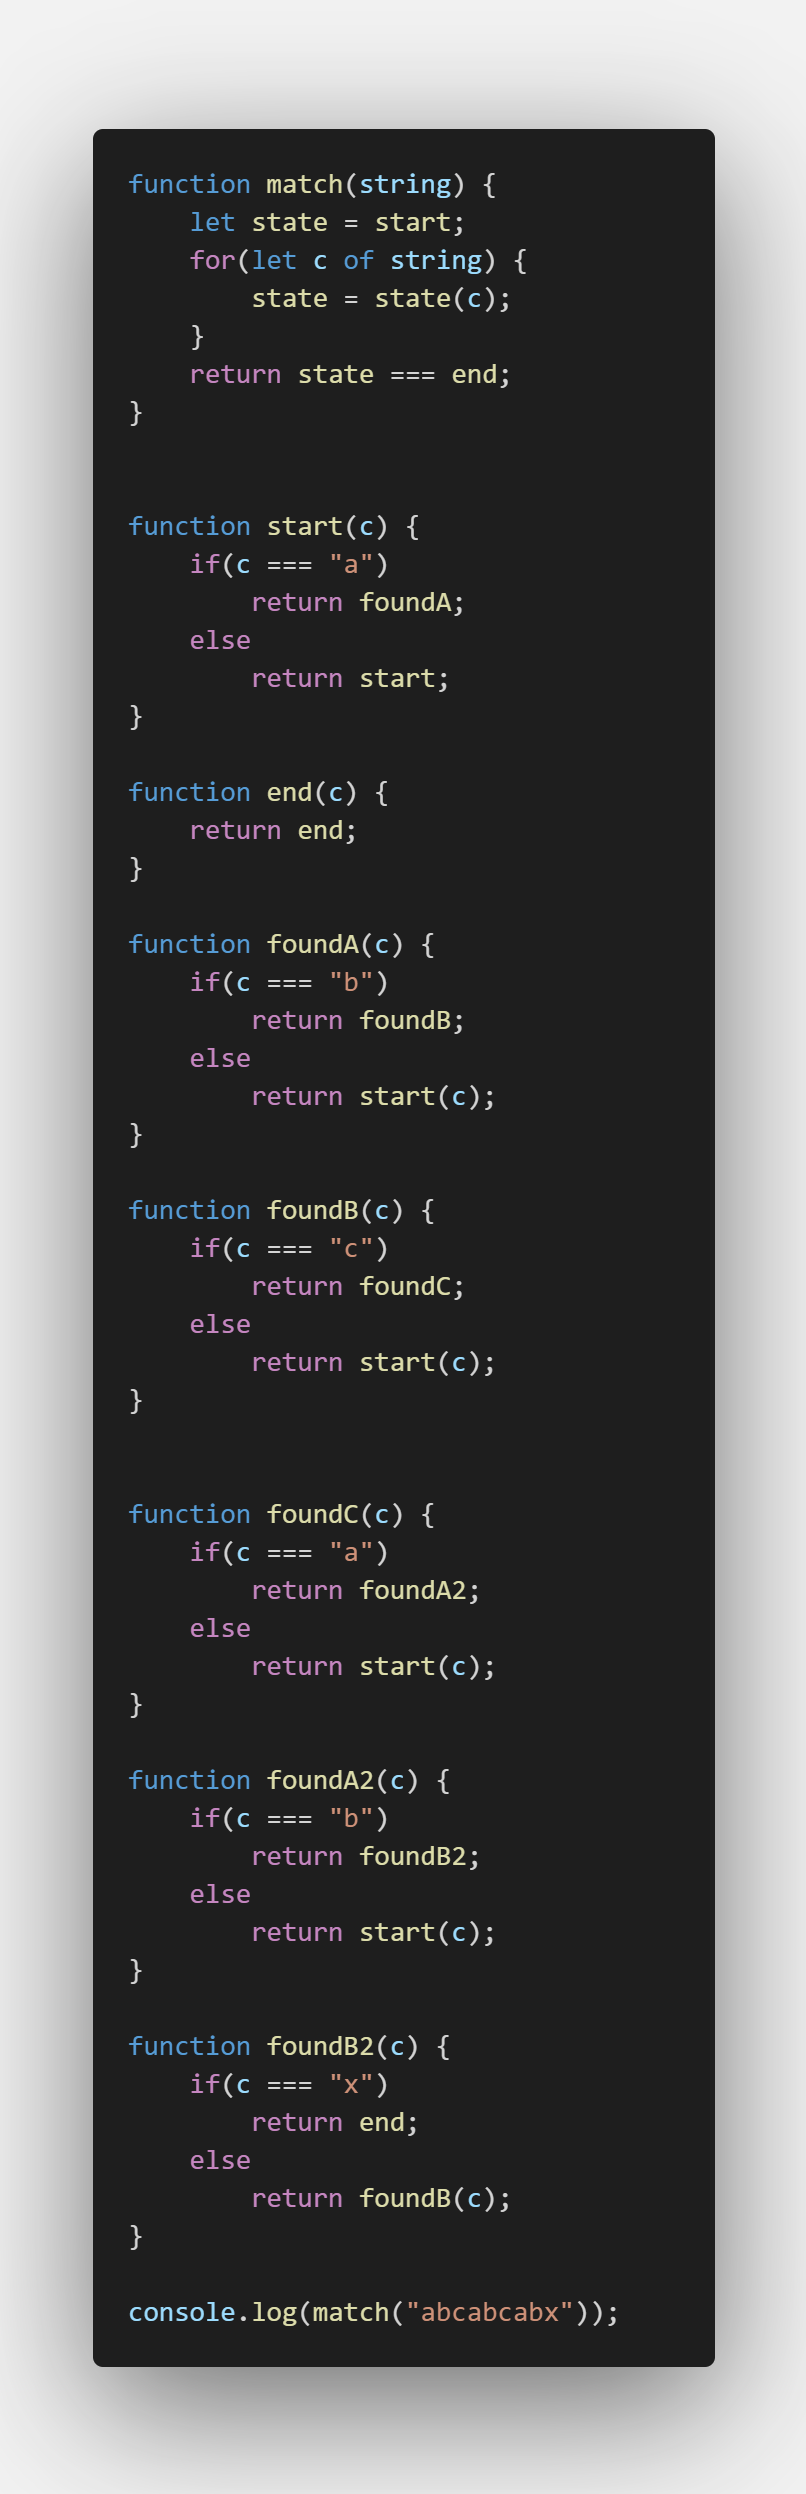 function match(string) {
    let state = start;
    for(let c of string) {
        state = state(c);
    }
    return state === end;
}
function start(c) {
    if(c === "a")
        return foundA;
    else
        return start;
}
function end(c) {
    return end;
}
function foundA(c) {
    if(c === "b")
        return foundB;
    else
        return start(c);
}
function foundB(c) {
    if(c === "c")
        return foundC;
    else
        return start(c);
}
function foundC(c) {
    if(c === "a")
        return foundA2;
    else
        return start(c);
}
function foundA2(c) {
    if(c === "b")
        return foundB2;
    else
        return start(c);
}
function foundB2(c) {
    if(c === "x")
        return end;
    else
        return foundB(c);
}
console.log(match("abcabcabx"));